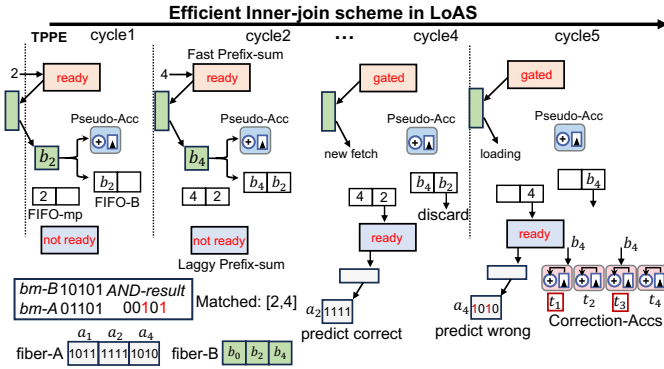 Efficient Inner-join scheme in LoAS
TPPE cycle1 cycle2 ... cycle4 cycle5
Fast Prefix-sum
2 ready 4 ready gated gated
Pseudo-Acc Pseudo-Acc Pseudo-Acc Pseudo-Acc
new fetch loading
b₂ b₄
b₂ b₄ b₂ b₄ b₂ b₄
2 4 2 4 2 4
FIFO-mp FIFO-B discard
not ready not ready ready ready
Laggy Prefix-sum
b₄ b₄
bm-B 10101 AND-result
bm-A 01101 00101
Matched: [2,4]
a₂ 1111 a₄ 1010
t₁ t₂ t₃ t₄
predict correct predict wrong Correction-Accs
a₁ a₂ a₄
fiber-A 1011 1111 1010 fiber-B b₀ b₂ b₄